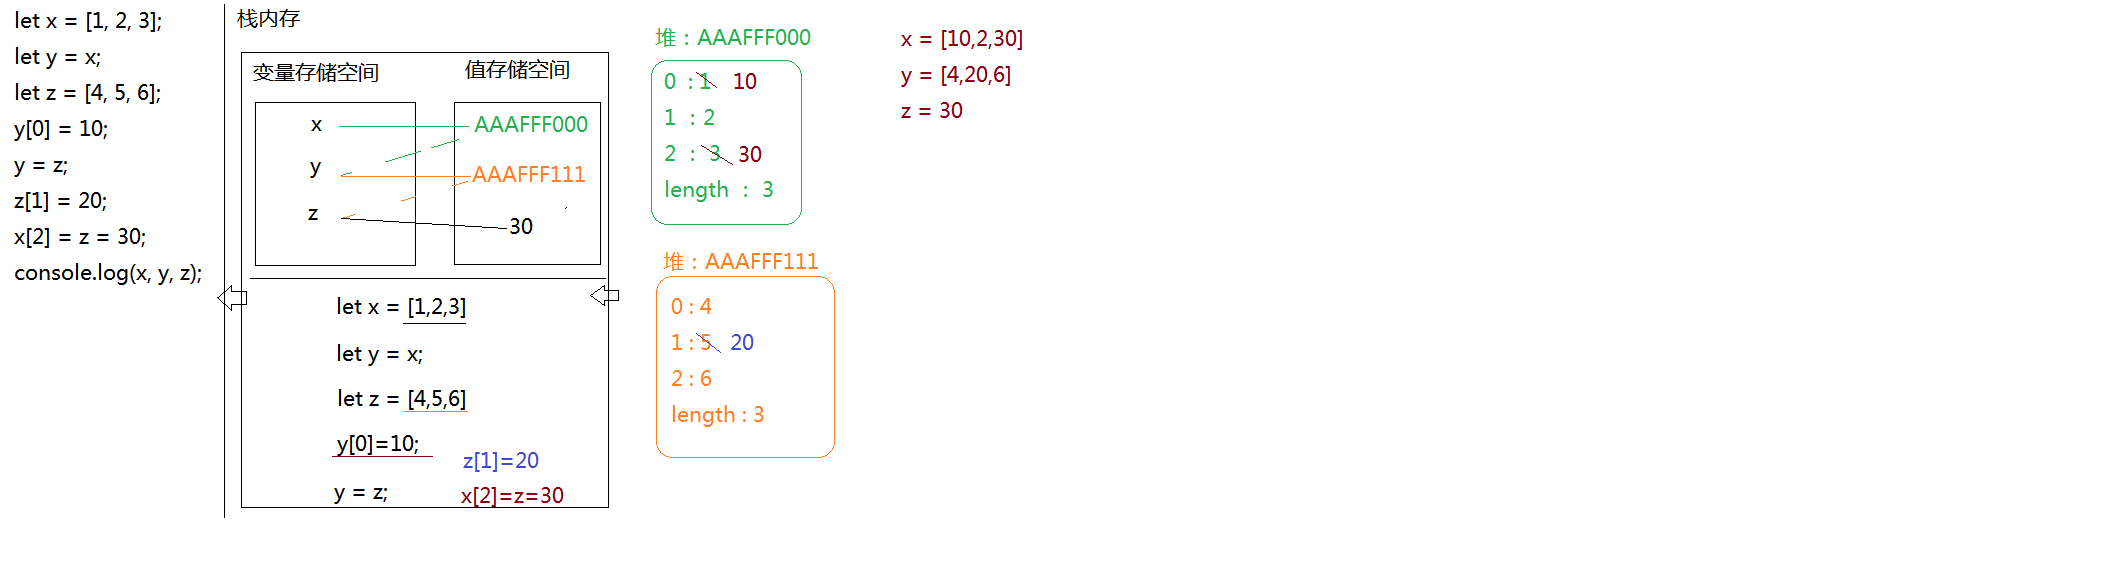 let x = [1, 2, 3];
let y = x;
let z = [4, 5, 6];
y[0] = 10;
y = z;
z[1] = 20;
x[2] = z = 30;
console.log(x, y, z);
栈内存
变量存储空间
值存储空间
x
AAAFFF000
y
AAAFFF111
z
30
let x = [1,2,3]
let y = x;
let z = [4,5,6]
y[0]=10;
z[1]=20
y = z;
x[2]=z=30
堆 : AAAFFF000
0 : 1 10
1 : 2
2 : 3 30
length : 3
堆 : AAAFFF111
0 : 4
1 : 5 20
2 : 6
length : 3
x = [10,2,30]
y = [4,20,6]
z = 30